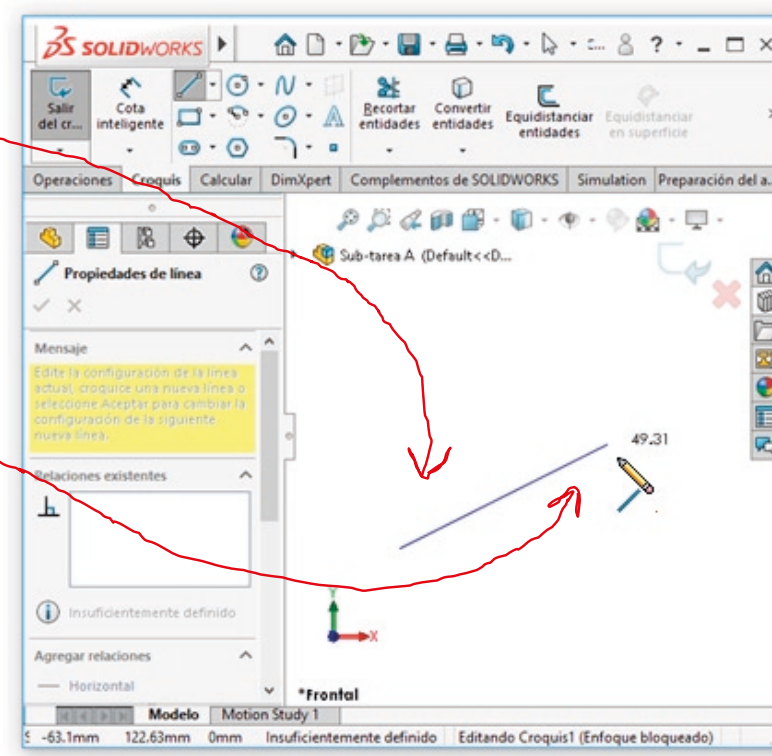 SOLIDWORKS
?
Salir del cr...
Cota inteligente
Recortar entidades
Convertir entidades
Equidistanciar entidades
Equidistanciar en superficie
Operaciones Croquis Calcular DimXpert Complementos de SOLIDWORKS Simulation Preparación del a...
Sub-tarea A (Default<<D...
Propiedades de línea
Mensaje
Edite la configuración de la línea
actual, croquice una nueva línea o
seleccione Aceptar para cambiar la
configuración de la siguiente
nueva línea.
49.31
Relaciones existentes
Insuficientemente definido
Y
X
Agregar relaciones
Horizontal
*Frontal
Modelo Motion Study 1
S -63.1mm 122.63mm 0mm Insuficientemente definido Editando Croquis1 (Enfoque bloqueado)